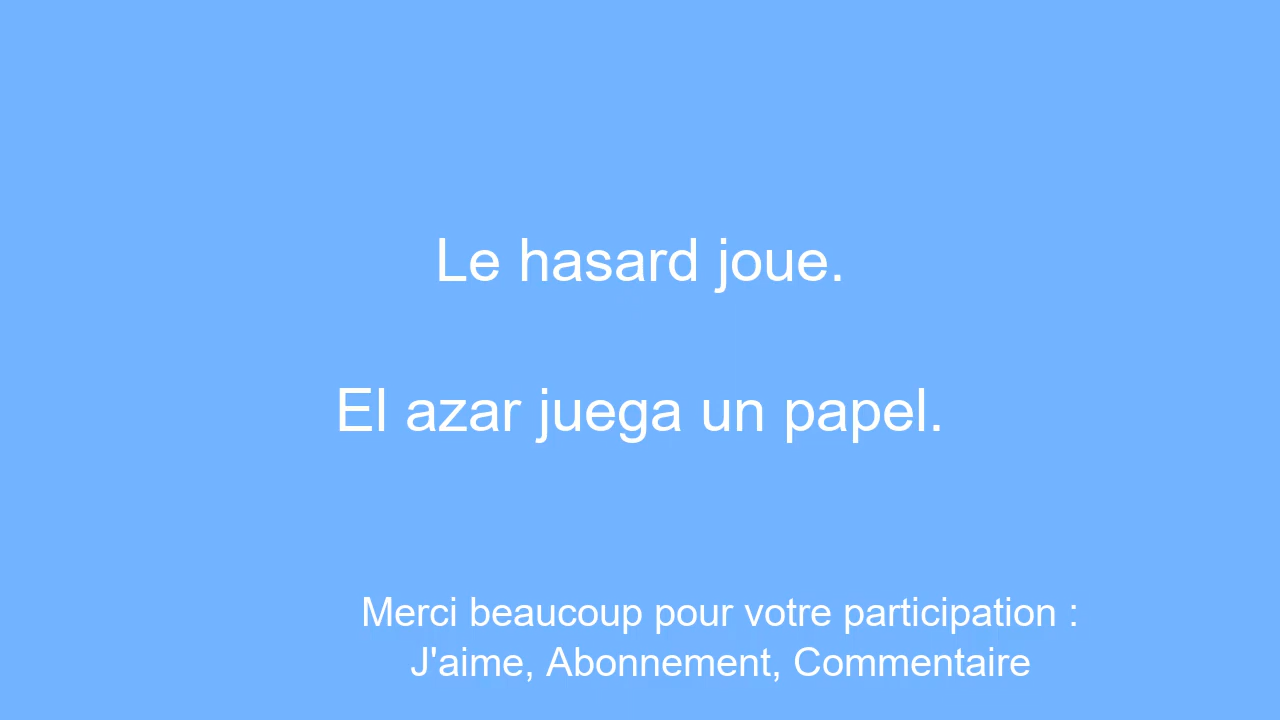 Le hasard joue.
El azar juega un papel.
Merci beaucoup pour votre participation :
J'aime, Abonnement, Commentaire